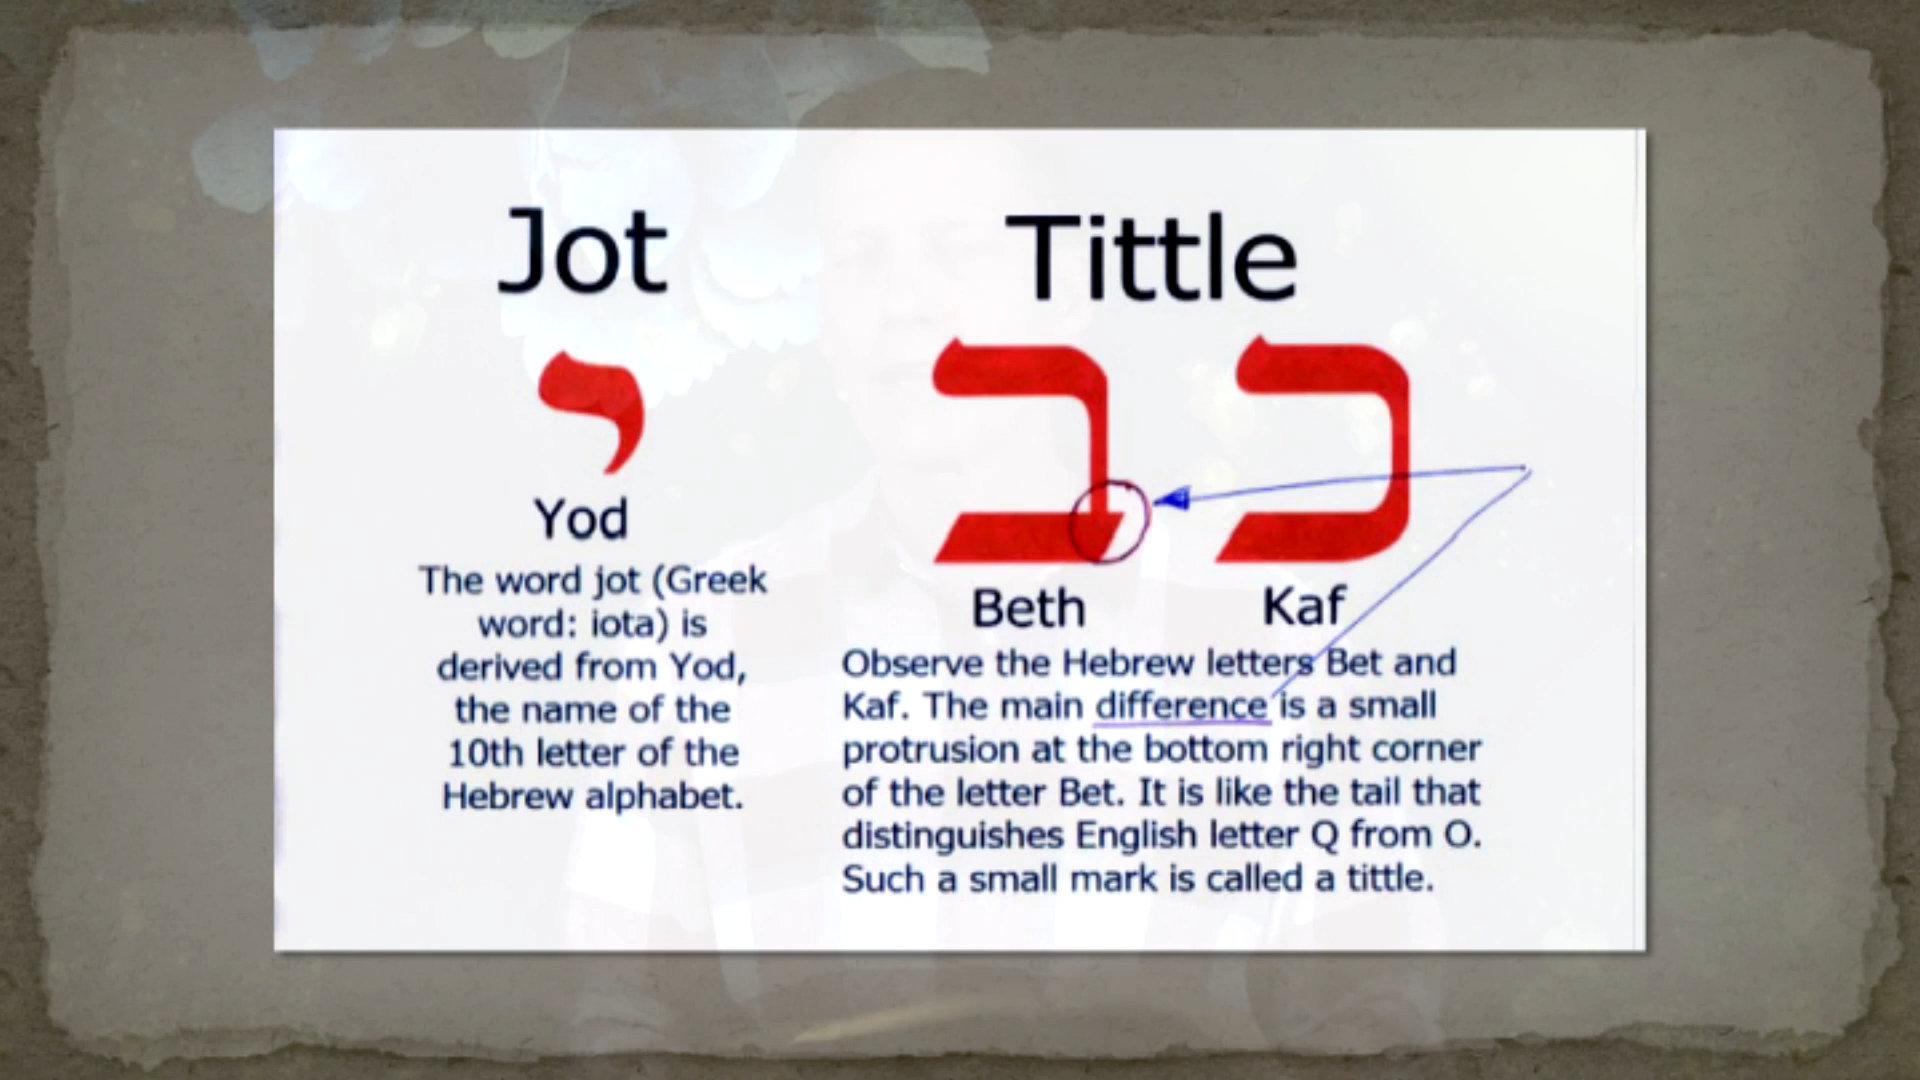 Jot
י
Yod
The word jot (Greek
word: iota) is
derived from Yod,
the name of the
10th letter of the
Hebrew alphabet.
Tittle
ב כ
Beth Kaf
Observe the Hebrew letters Bet and
Kaf. The main difference is a small
protrusion at the bottom right corner
of the letter Bet. It is like the tail that
distinguishes English letter Q from O.
Such a small mark is called a tittle.